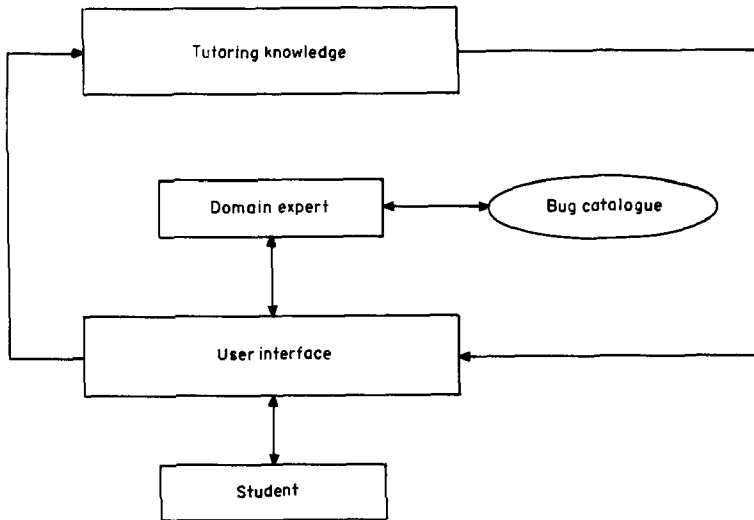 Tutoring knowledge
Domain expert
Bug catalogue
User interface
Student